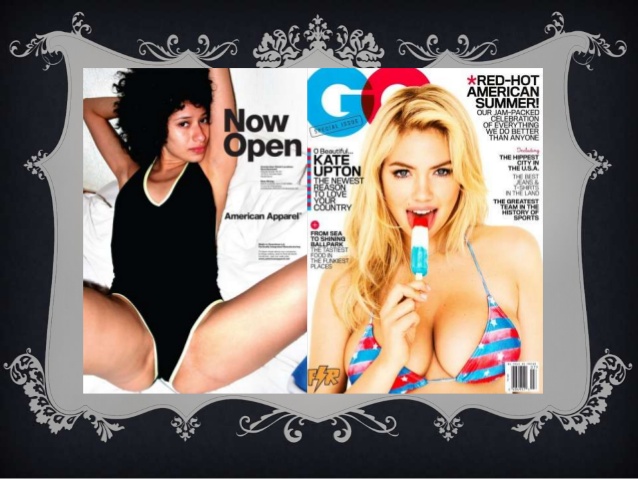 Now
Open
American Apparel
GQ
SPECIAL ISSUE
O Beautiful...
KATE
UPTON
THE NEWEST
REASON
TO LOVE
YOUR
COUNTRY
FROM SEA
TO SHINING
BALLPARK
THE TASTIEST
FOOD IN
THE FUNKIEST
PLACES
*RED-HOT
AMERICAN
SUMMER!
OUR JAM-PACKED
CELEBRATION
OF EVERYTHING
WE DO BETTER
THAN ANYONE
Including
THE HIPPEST
CITY IN
THE U.S.A.
THE BEST
JEANS &
T-SHIRTS
IN THE LAND
THE GREATEST
TEAM IN THE
HISTORY OF
SPORTS